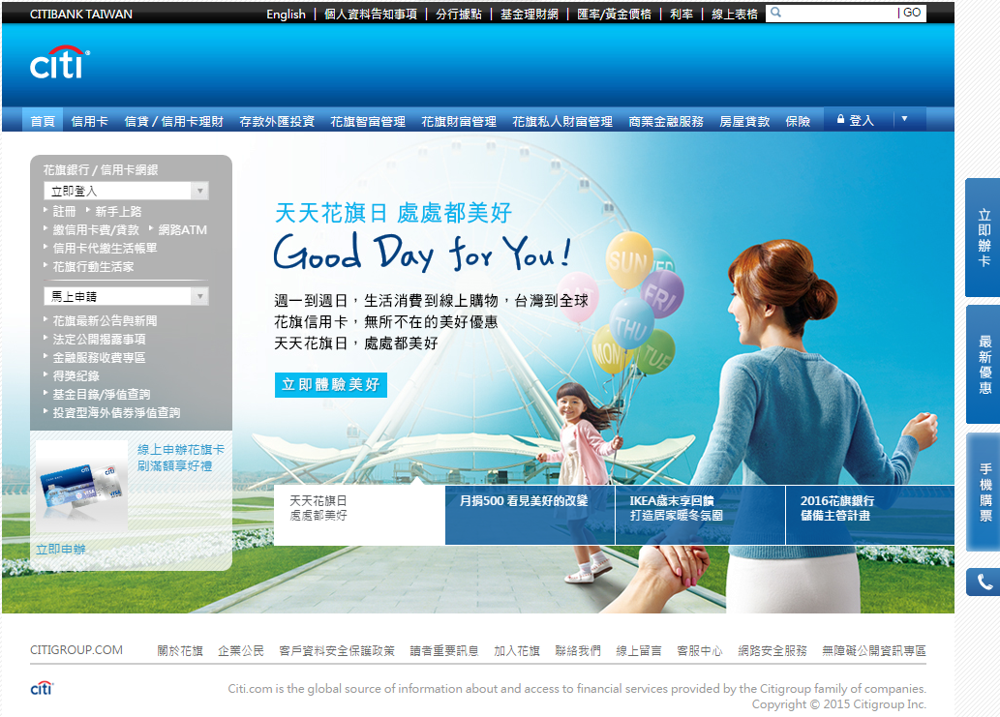 CITIBANK TAIWAN
English | 個人資料告知事項 | 分行據點 | 基金理財網 | 匯率/黃金價格 | 利率 | 線上表格
GO
citi
首頁 信用卡 信貸 / 信用卡理財 存款外匯投資 花旗智富管理 花旗財富管理 花旗私人財富管理 商業金融服務 房屋貸款 保險 登入
花旗銀行 / 信用卡網銀
立即登入
註冊 新手上路
繳信用卡費/貸款 網路ATM
信用卡代繳生活帳單
花旗行動生活家
馬上申請
花旗最新公告與新聞
法定公開揭露事項
金融服務收費專區
得獎紀錄
基金目錄/淨值查詢
投資型海外債券淨值查詢
線上申辦花旗卡
刷滿額享好禮
立即申辦
天天花旗日 處處都美好
Good Day for You!
週一到週日，生活消費到線上購物，台灣到全球
花旗信用卡，無所不在的美好優惠
天天花旗日，處處都美好
立即體驗美好
SUN
FRI
THU
MON
TUE
天天花旗日
處處都美好
月捐500 看見美好的改變
IKEA歲末享回饋
打造居家暖冬氛圍
2016花旗銀行
儲備主管計畫
立即辦卡
最新優惠
手機購票
CITIGROUP.COM 關於花旗 企業公民 客戶資料安全保護政策 讀者重要訊息 加入花旗 聯絡我們 線上留言 客服中心 網路安全服務 無障礙公開資訊專區
citi
Citi.com is the global source of information about and access to financial services provided by the Citigroup family of companies.
Copyright © 2015 Citigroup Inc.